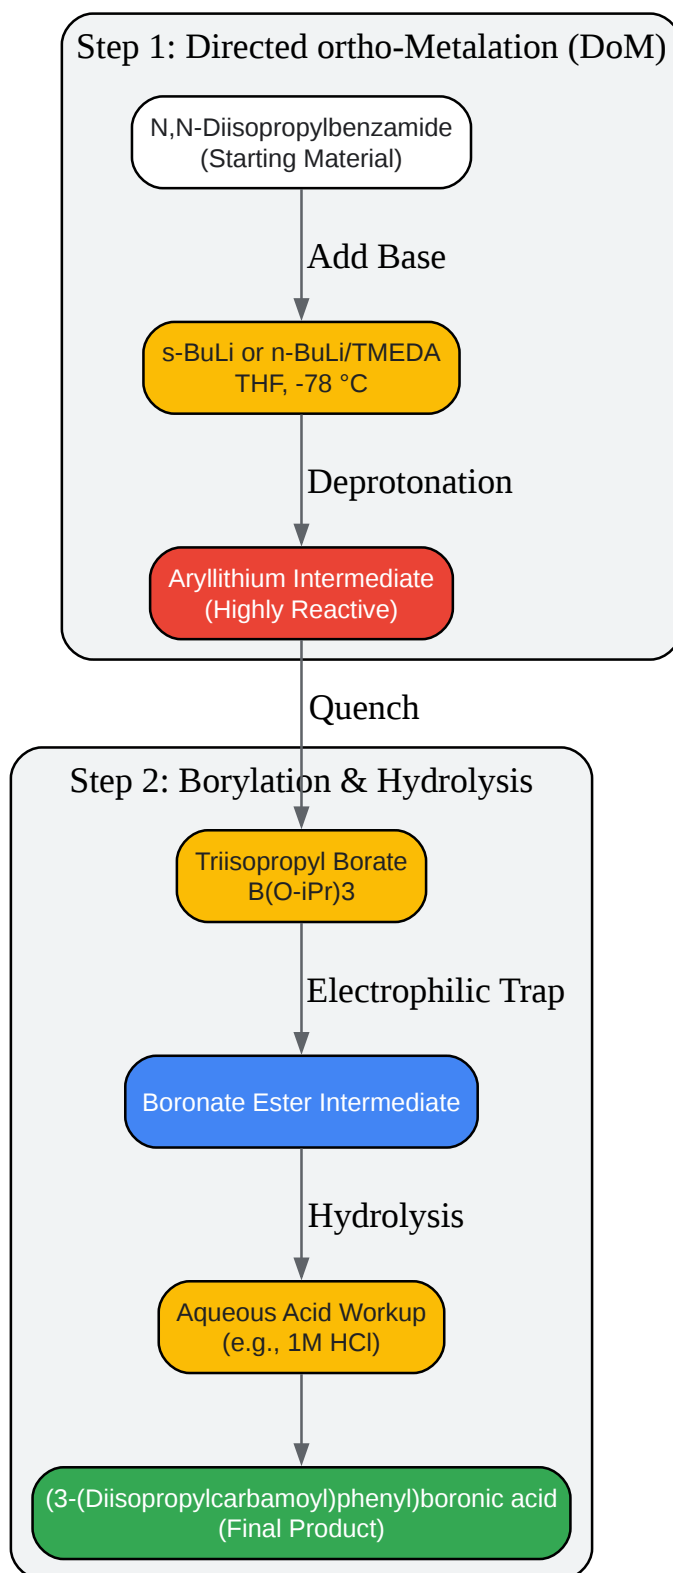 Step 1: Directed ortho-Metalation (DoM)
N,N-Diisopropylbenzamide
(Starting Material)
Add Base
s-BuLi or n-BuLi/TMEDA
THF, -78 °C
Deprotonation
Aryllithium Intermediate
(Highly Reactive)
Quench
Step 2: Borylation & Hydrolysis
Triisopropyl Borate
B(O-iPr)3
Electrophilic Trap
Boronate Ester Intermediate
Hydrolysis
Aqueous Acid Workup
(e.g., 1M HCl)
(3-(Diisopropylcarbamoyl)phenyl)boronic acid
(Final Product)